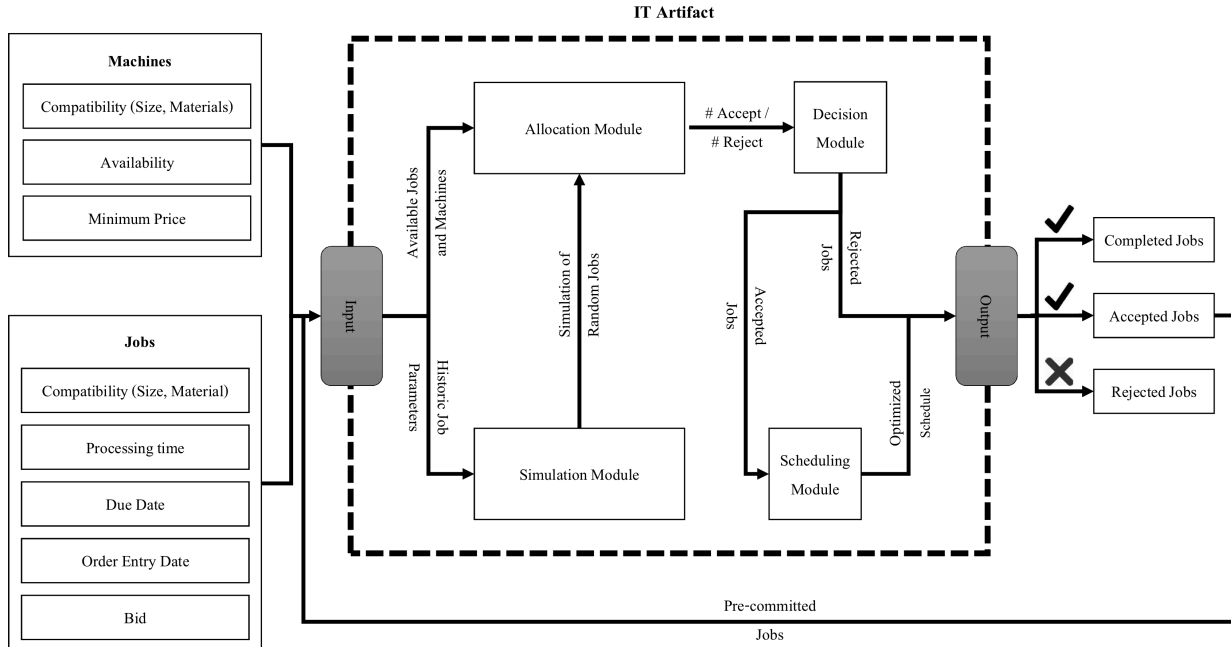 IT Artifact
Machines
Compatibility (Size, Materials)
Availability
Minimum Price
Jobs
Compatibility (Size, Material)
Processing time
Due Date
Order Entry Date
Bid
Input
Available Jobs
and Machines
Historic Job
Parameters
Allocation Module
Simulation of
Random Jobs
Simulation Module
# Accept /
# Reject
Decision
Module
Rejected
Jobs
Accepted
Jobs
Scheduling
Module
Optimized
Schedule
Output
Completed Jobs
Accepted Jobs
Rejected Jobs
Pre-committed
Jobs